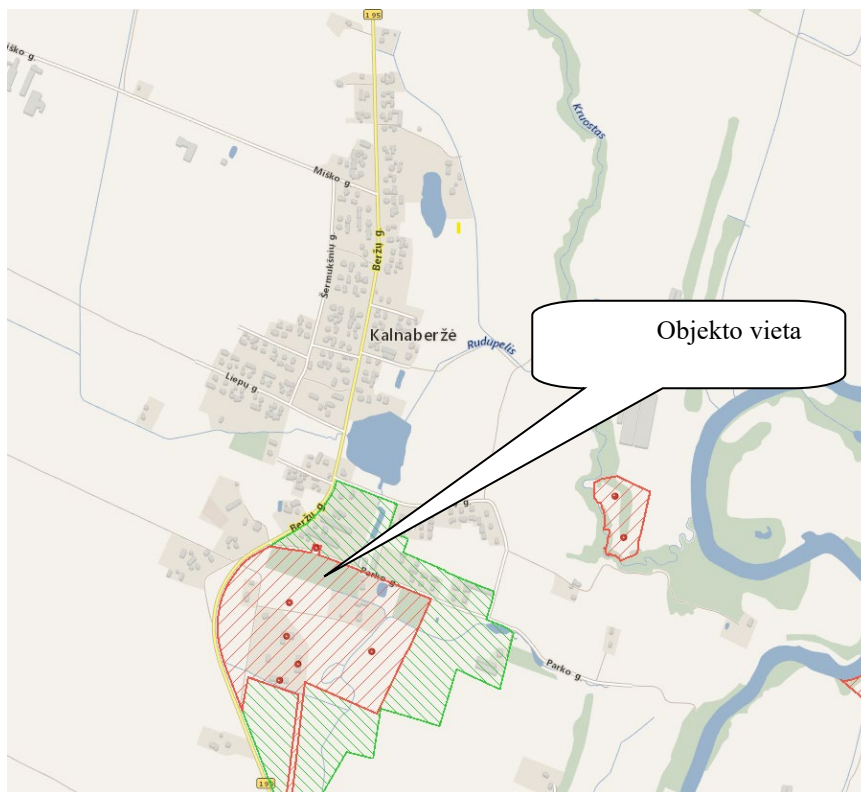 195
Miško g.
Kruostas
Miško g.
Šermukšnių g.
Beržų g.
Objekto vieta
Kalnaberžė
Rudupelis
Liepų g.
Beržų g.
g.
Parko g.
Parko g.
195